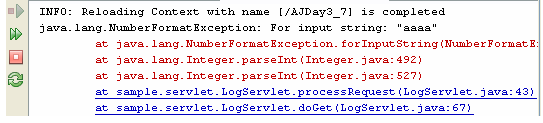 INFO: Reloading Context with name [/AJDay3_7] is completed
java.lang.NumberFormatException: For input string: "aaaa"
at java.lang.NumberFormatException.forInputString(NumberFormatE
at java.lang.Integer.parseInt(Integer.java:492)
at java.lang.Integer.parseInt(Integer.java:527)
at sample.servlet.LogServlet.processRequest(LogServlet.java:43)
at sample.servlet.LogServlet.doGet(LogServlet.java:67)